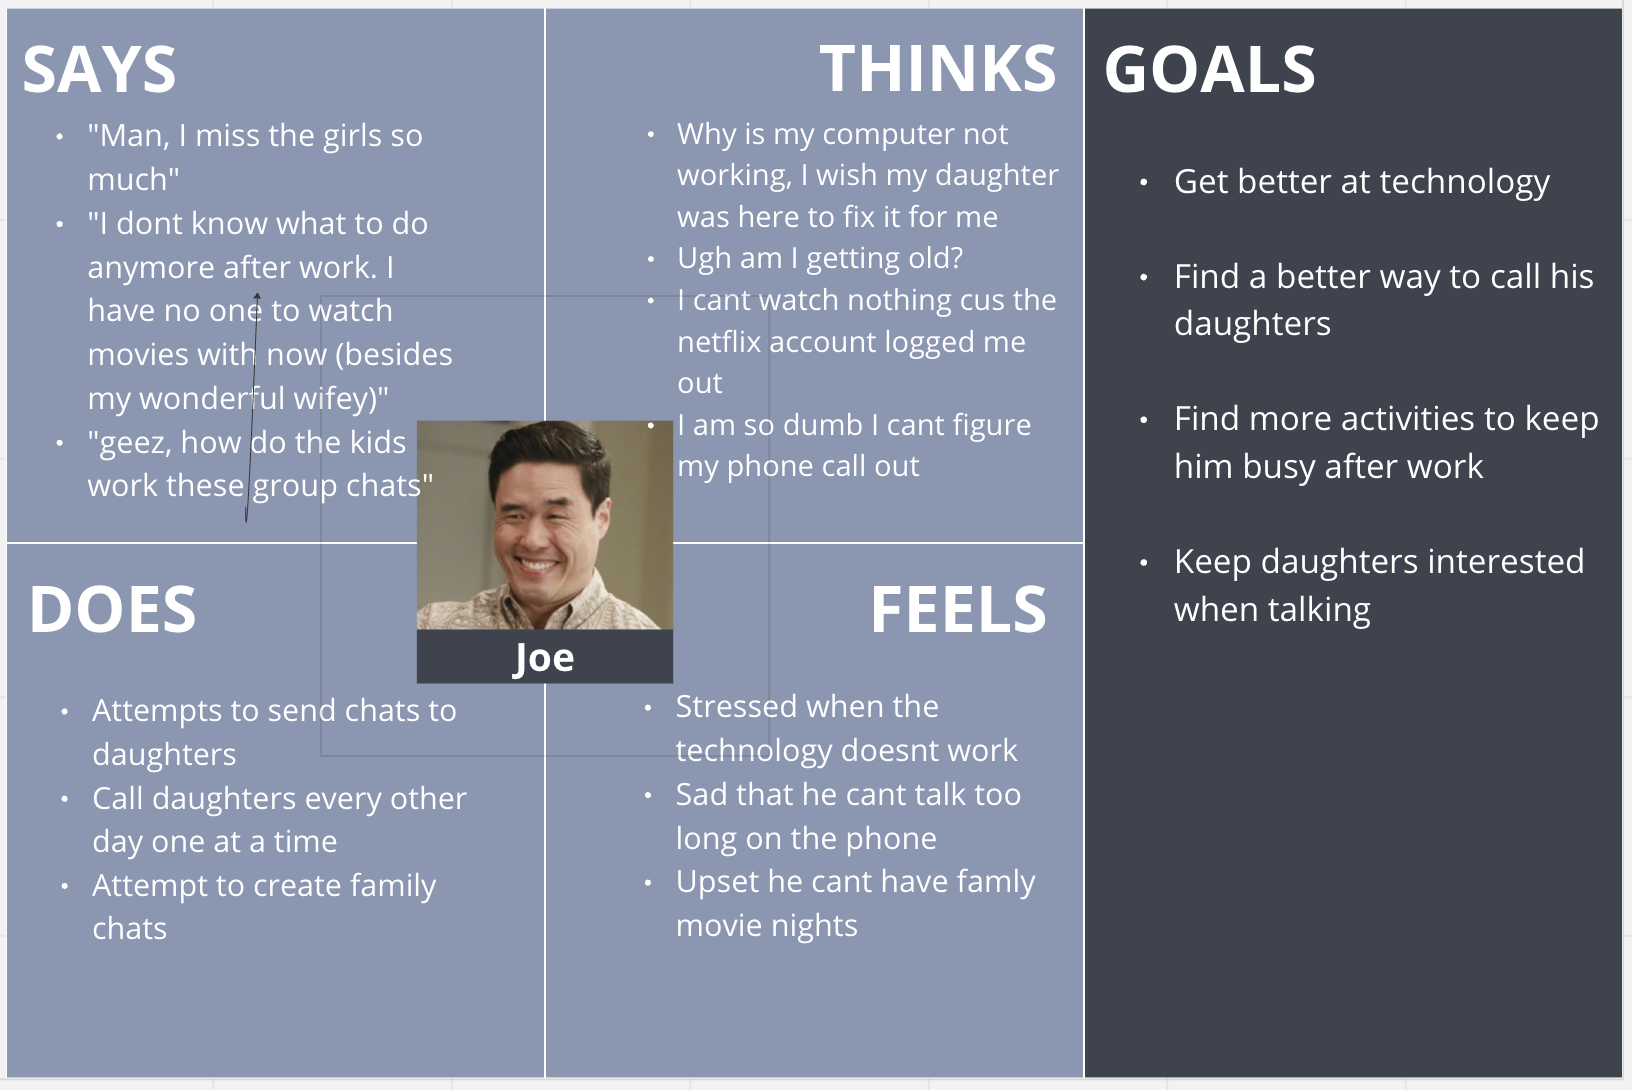 SAYS
"Man, I miss the girls so
much"
"I dont know what to do
anymore after work. I
have no one to watch
movies with now (besides
my wonderful wifey)"
"geez, how do the kids
work these group chats"
THINKS
Why is my computer not
working, I wish my daughter
was here to fix it for me
Ugh am I getting old?
I cant watch nothing cus the
netflix account logged me
out
I am so dumb I cant figure
my phone call out
Joe
DOES
Attempts to send chats to
daughters
Call daughters every other
day one at a time
Attempt to create family
chats
FEELS
Stressed when the
technology doesnt work
Sad that he cant talk too
long on the phone
Upset he cant have famly
movie nights
GOALS
Get better at technology
Find a better way to call his
daughters
Find more activities to keep
him busy after work
Keep daughters interested
when talking